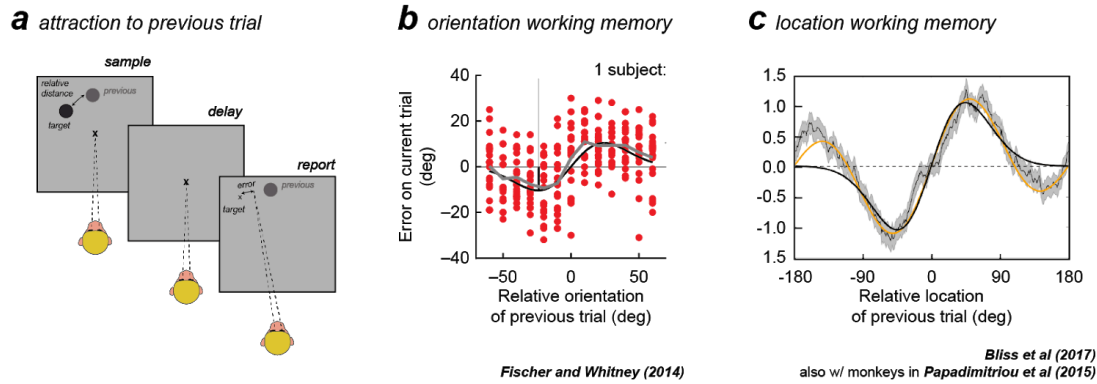 a attraction to previous trial
sample
relative
distance
previous
target
x
delay
x
report
error
previous
x
target
b orientation working memory
1 subject:
40
20
0
−20
−40
−50
0
50
Error on current trial
(deg)
Relative orientation
of previous trial (deg)
Fischer and Whitney (2014)
c location working memory
1.5
1.0
0.5
0.0
0.5
-1.0
1.5
-180
-90
0
90
180
Relative location
of previous trial (deg)
Bliss et al (2017)
also w/ monkeys in Papadimitriou et al (2015)